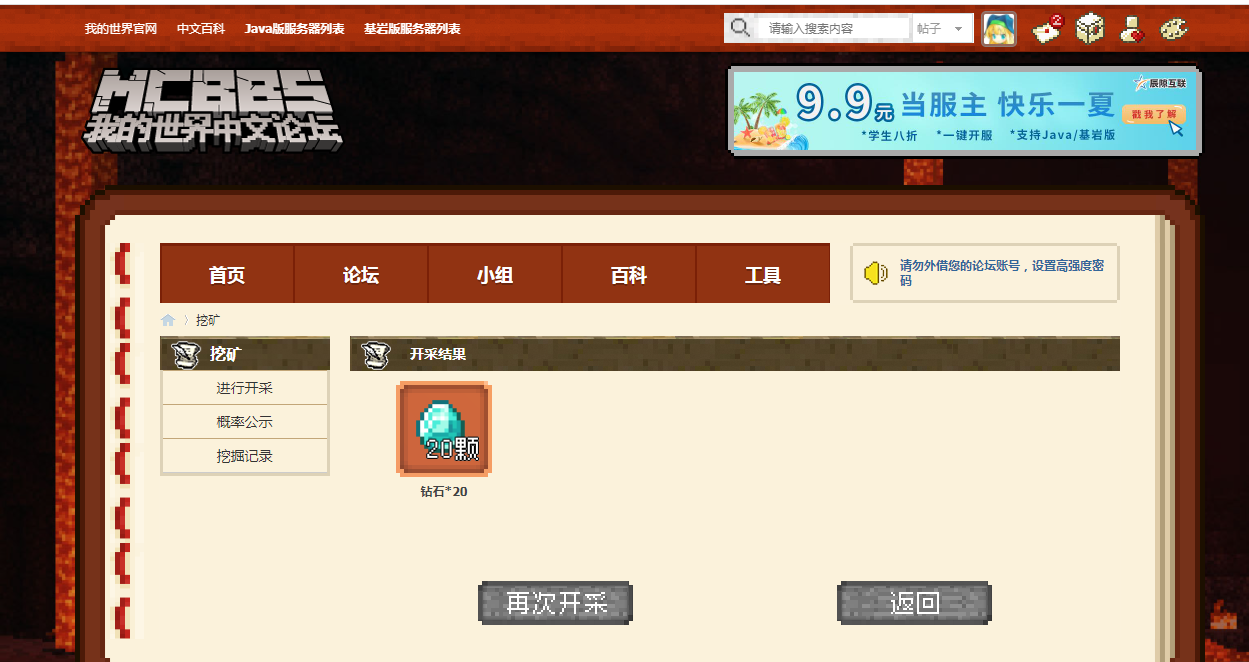 我的世界官网 中文百科 Java版服务器列表 基岩版服务器列表 请输入搜索内容 帖子 2
MCBBS
我的世界中文论坛
辰隙互联
9.9元 当服主 快乐一夏
戳我了解
*学生八折 *一键开服 *支持Java/基岩版
首页 论坛 小组 百科 工具
请勿外借您的论坛账号，设置高强度密
码
〉 挖矿
挖矿
进行开采
概率公示
挖掘记录
开采结果
20颗
钻石*20
再次开采 返回